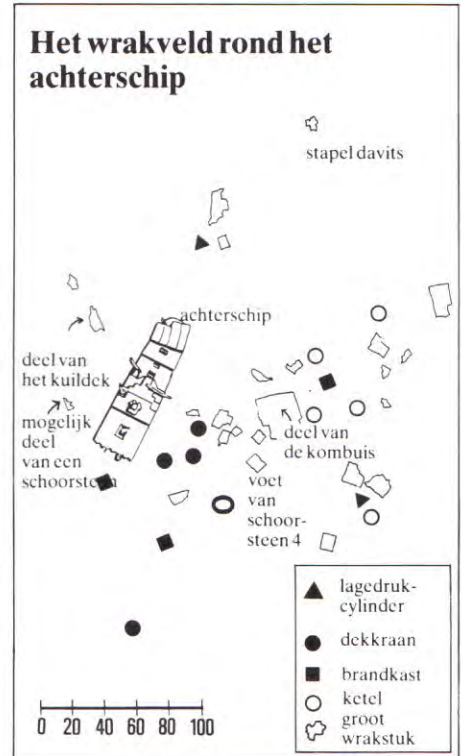 Het wrakveld rond het
achterschip
stapel davits
achterschip
deel van
het kuildek
mogelijk
deel
van een
schoorsteen
deel van
de kombuis
voet
van
schoor-
steen 4
lagedruk-
cylinder
dekkraan
brandkast
ketel
groot
wrakstuk
0 20 40 60 80 100